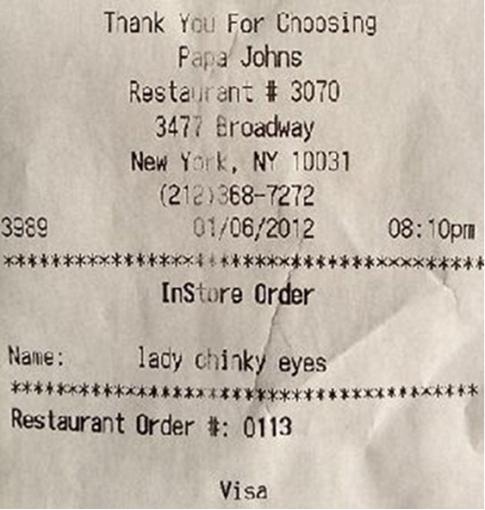 Thank You For Choosing
Papa Johns
Restaurant # 3070
3477 Broadway
New York, NY 10031
(212)368-7272
3989 01/06/2012 08:10pm
******************************************
InStore Order
Name: lady chinky eyes
******************************************
Restaurant Order #: 0113
Visa